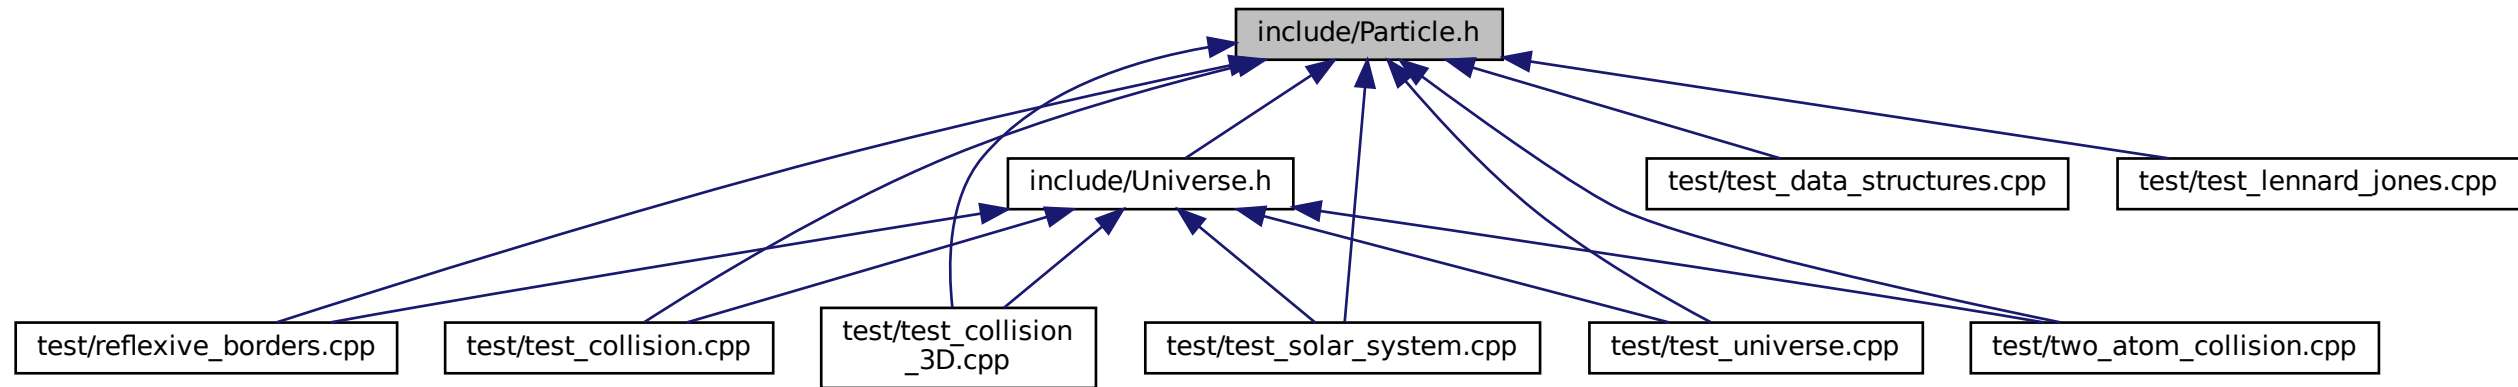 include/Particle.h
include/Universe.h
test/test_data_structures.cpp
test/test_lennard_jones.cpp
test/reflexive_borders.cpp
test/test_collision.cpp
test/test_collision
_3D.cpp
test/test_solar_system.cpp
test/test_universe.cpp
test/two_atom_collision.cpp